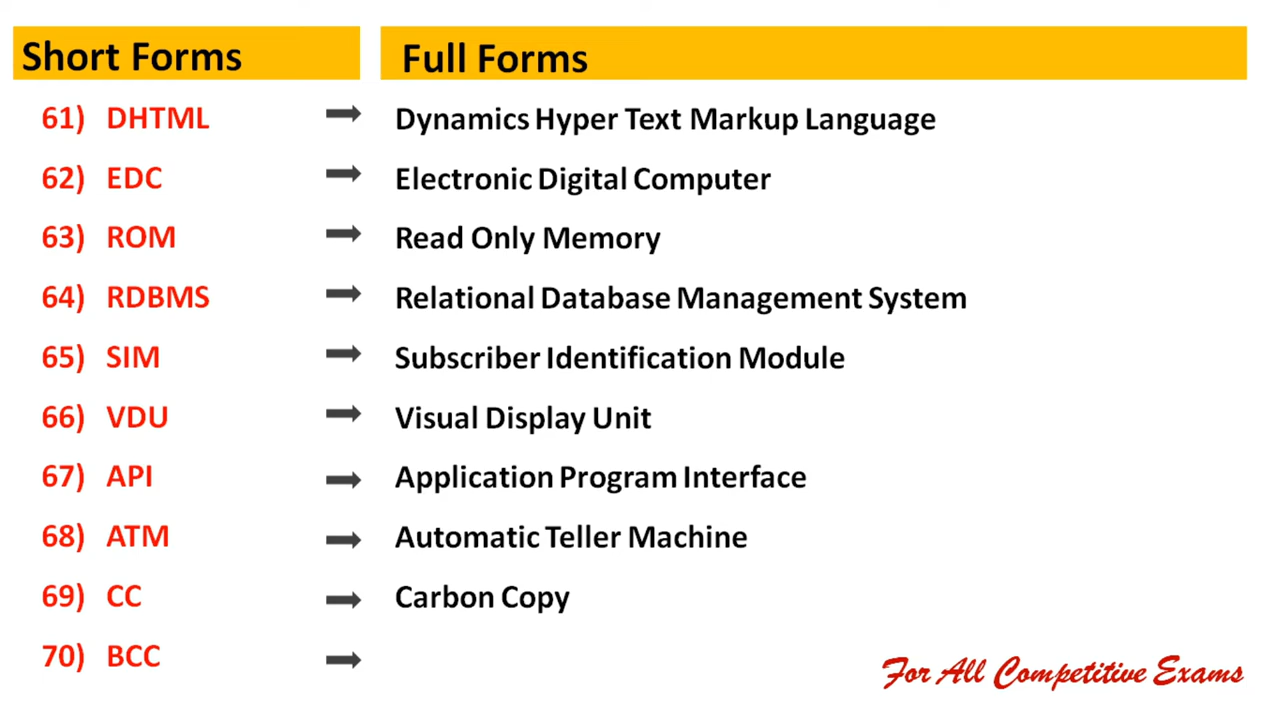 Short Forms Full Forms
61) DHTML ➡ Dynamics Hyper Text Markup Language
62) EDC ➡ Electronic Digital Computer
63) ROM ➡ Read Only Memory
64) RDBMS ➡ Relational Database Management System
65) SIM ➡ Subscriber Identification Module
66) VDU ➡ Visual Display Unit
67) API ➡ Application Program Interface
68) ATM ➡ Automatic Teller Machine
69) CC ➡ Carbon Copy
70) BCC ➡
For All Competitive Exams